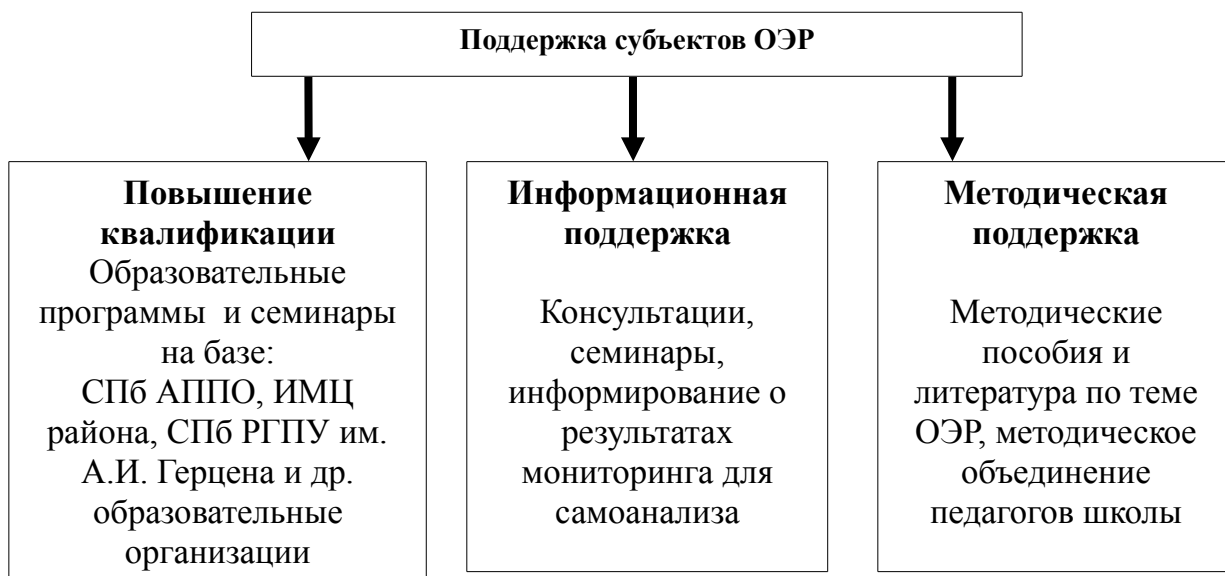 Поддержка субъектов ОЭР
Повышение
квалификации
Образовательные
программы и семинары
на базе:
СПб АППО, ИМЦ
района, СПб РГПУ им.
А.И. Герцена и др.
образовательные
организации
Информационная
поддержка
Консультации,
семинары,
информирование о
результатах
мониторинга для
самоанализа
Методическая
поддержка
Методические
пособия и
литература по теме
ОЭР, методическое
объединение
педагогов школы